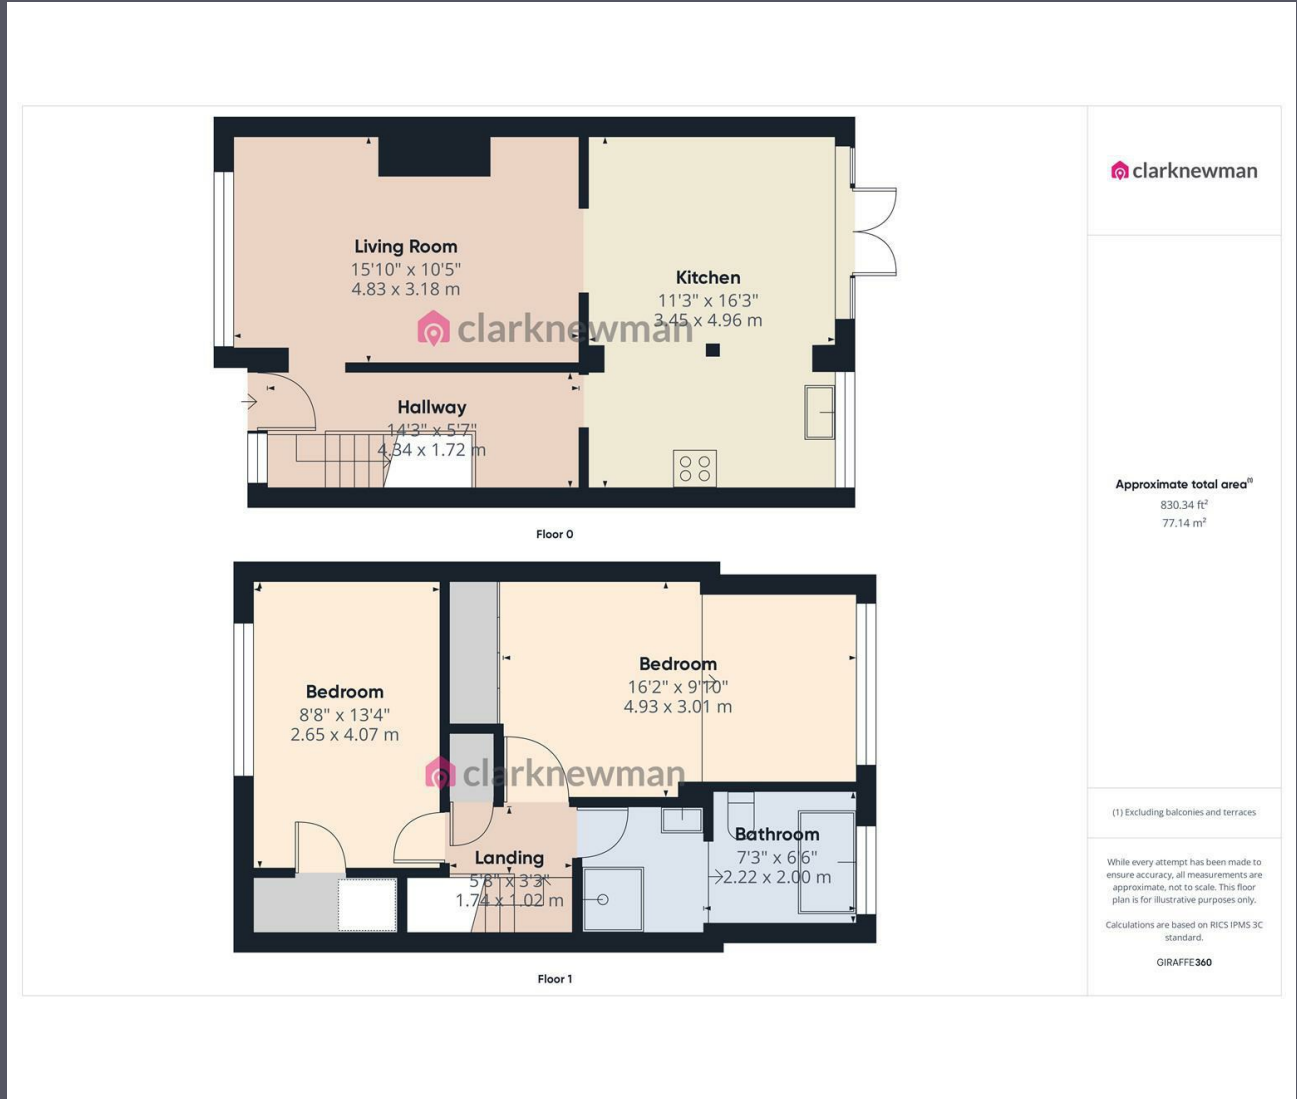 Living Room
15'10" x 10'5"
4.83 x 3.18 m
Kitchen
11'3" x 16'3"
3.45 x 4.96 m
clarknewman
Hallway
14'3" x 5'7"
4.34 x 1.72 m
Floor 0
Bedroom
8'8" x 13'4"
2.65 x 4.07 m
Bedroom
16'2" x 9'10"
4.93 x 3.01 m
clarknewman
Landing
5'8" x 3'3"
1.74 x 1.02 m
Bathroom
7'3" x 6'6"
2.22 x 2.00 m
Floor 1
clarknewman
Approximate total area(1)
830.34 ft²
77.14 m²
(1) Excluding balconies and terraces
While every attempt has been made to
ensure accuracy, all measurements are
approximate, not to scale. This floor
plan is for illustrative purposes only.
Calculations are based on RICS IPMS 3C
standard.
GIRAFFE360